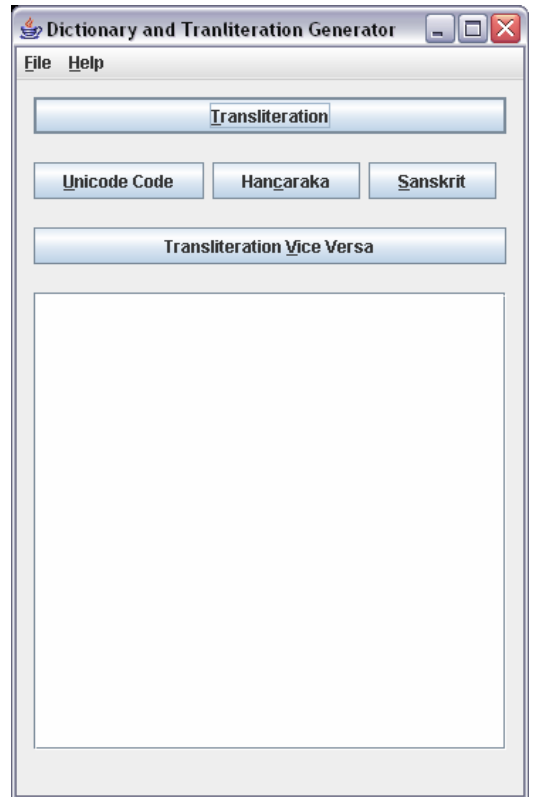 Dictionary and Tranliteration Generator
File Help
Transliteration
Unicode Code Hancaraka Sanskrit
Transliteration Vice Versa